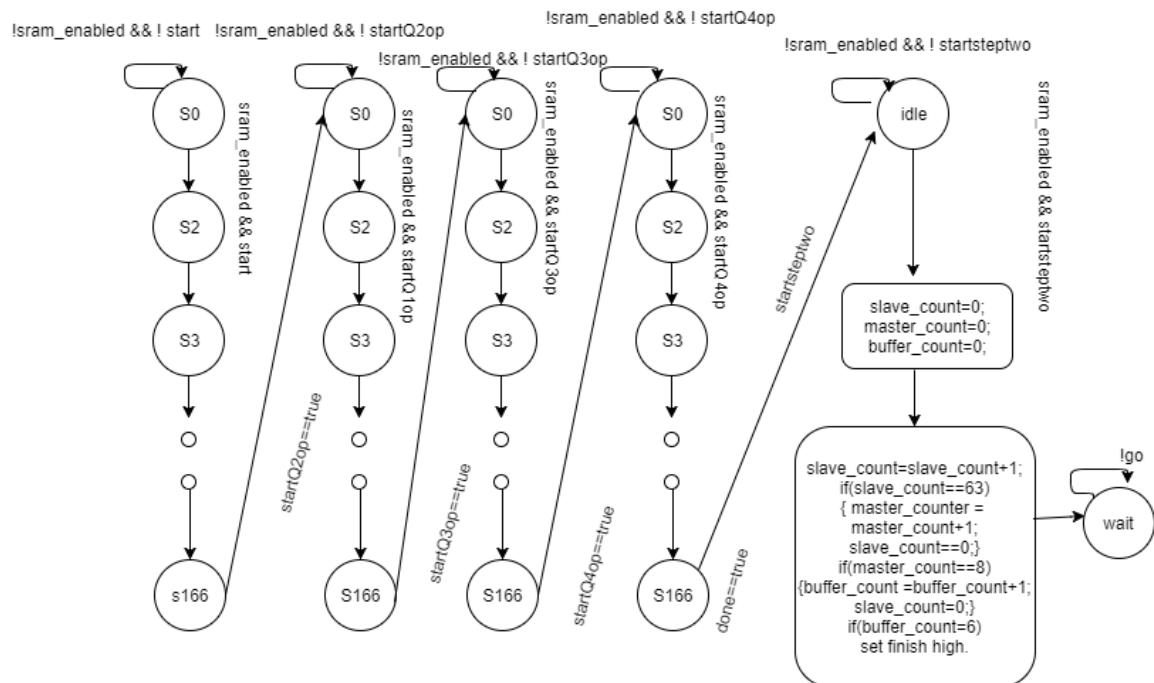 !sram_enabled && ! start
!sram_enabled && ! startQ2op
!sram_enabled && ! startQ3op
!sram_enabled && ! startQ4op
!sram_enabled && ! startsteptwo
S0
sram_enabled && start
S2
S3
s166
startQ2op==true
S0
sram_enabled && startQ1op
S2
S3
S166
startQ3op==true
S0
sram_enabled && startQ3op
S2
S3
S166
startQ4op==true
S0
sram_enabled && startQ4op
S2
S3
S166
done==true
startsteptwo
idle
sram_enabled && startsteptwo
slave_count=0;
master_count=0;
buffer_count=0;
slave_count=slave_count+1;
if(slave_count==63)
{ master_counter =
master_count+1;
slave_count==0;}
if(master_count==8)
{buffer_count =buffer_count+1;
slave_count=0;}
if(buffer_count=6)
set finish high.
!go
wait